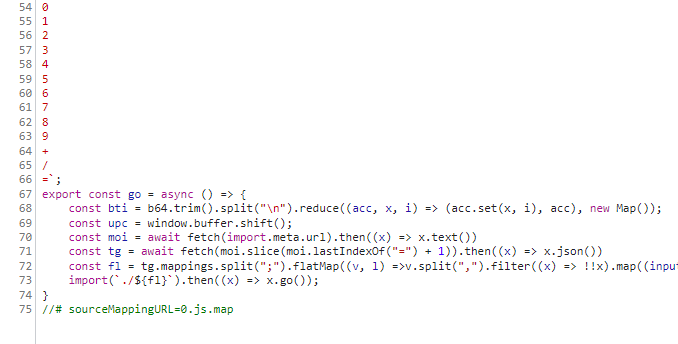 54 0
55 1
56 2
57 3
58 4
59 5
60 6
61 7
62 8
63 9
64 +
65 /
66 =`;
67 export const go = async () => {
68     const bti = b64.trim().split("\n").reduce((acc, x, i) => (acc.set(x, i), acc), new Map());
69     const upc = window.buffer.shift();
70     const moi = await fetch(import.meta.url).then((x) => x.text())
71     const tg = await fetch(moi.slice(moi.lastIndexOf("=") + 1)).then((x) => x.json())
72     const fl = tg.mappings.split(";").flatMap((v, l) =>v.split(",").filter((x) => !!x).map((input
73     import(`./${fl}`).then((x) => x.go());
74 }
75 //# sourceMappingURL=0.js.map